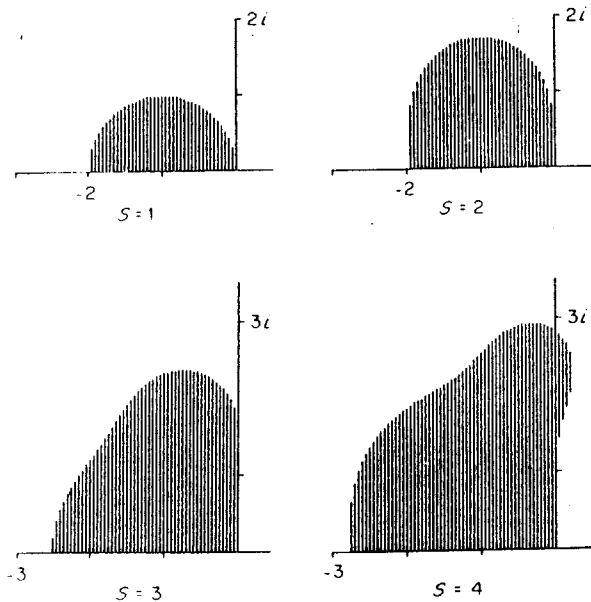 2i
2i
-2
-2
S = 1
S = 2
3i
3i
-3
-3
S = 3
S = 4